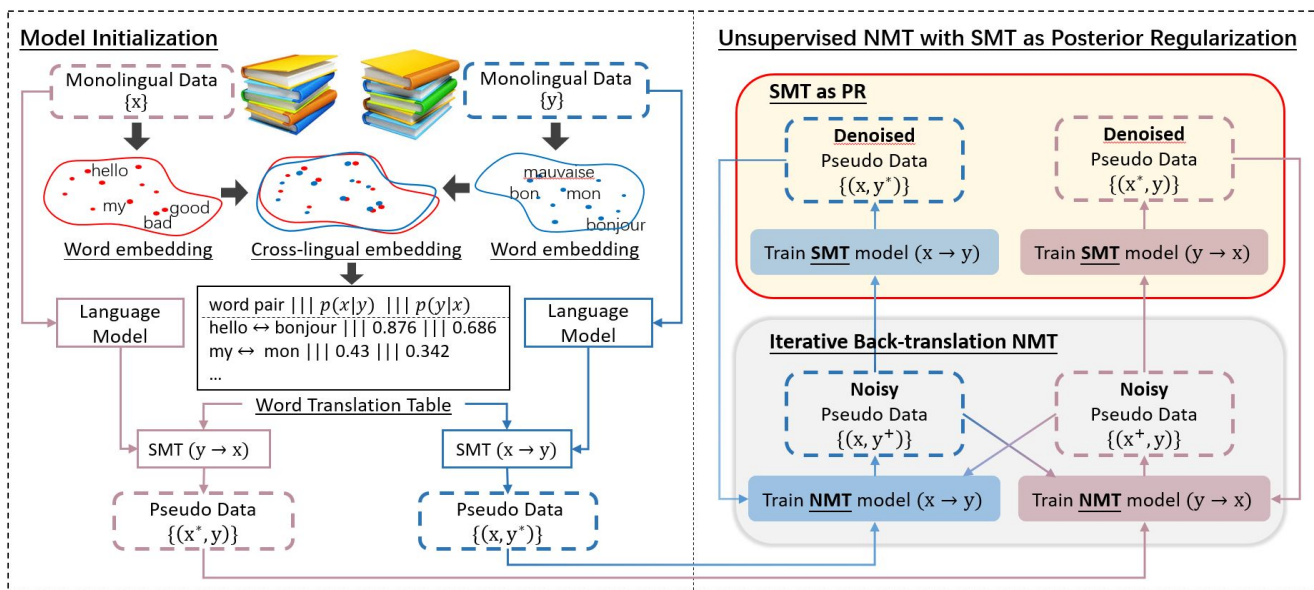 Model Initialization
Monolingual Data
{x}
Monolingual Data
{y}
hello
my
good
bad
mauvaise
bon
mon
bonjour
Word embedding
Cross-lingual embedding
Word embedding
Language
Model
word pair ||| p(x|y) ||| p(y|x)
hello ↔ bonjour ||| 0.876 ||| 0.686
my ↔ mon ||| 0.43 ||| 0.342
...
Language
Model
Word Translation Table
SMT (y → x)
SMT (x → y)
Pseudo Data
{(x*, y)}
Pseudo Data
{(x, y*)}
Unsupervised NMT with SMT as Posterior Regularization
SMT as PR
Denoised
Pseudo Data
{(x, y*)}
Denoised
Pseudo Data
{(x*, y)}
Train SMT model (x → y)
Train SMT model (y → x)
Iterative Back-translation NMT
Noisy
Pseudo Data
{(x, y⁺)}
Noisy
Pseudo Data
{(x⁺, y)}
Train NMT model (x → y)
Train NMT model (y → x)